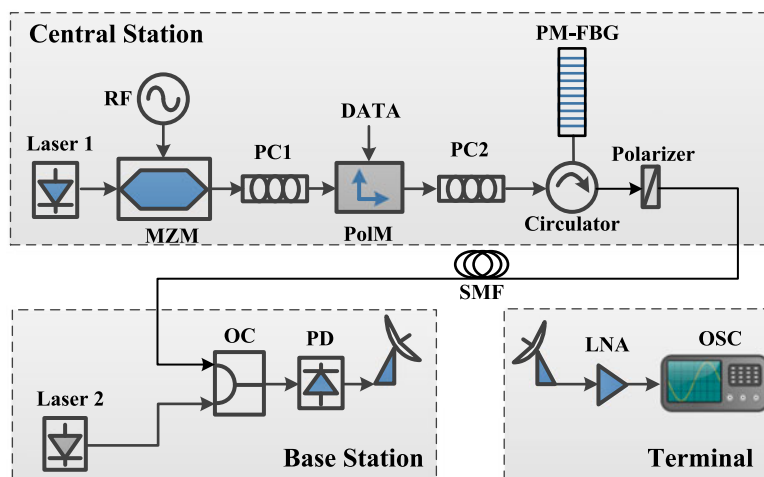 Central Station
PM-FBG
RF
DATA
Laser 1
PC1
PC2
Polarizer
MZM
PolM
Circulator
SMF
OC
PD
LNA
OSC
Laser 2
Base Station
Terminal